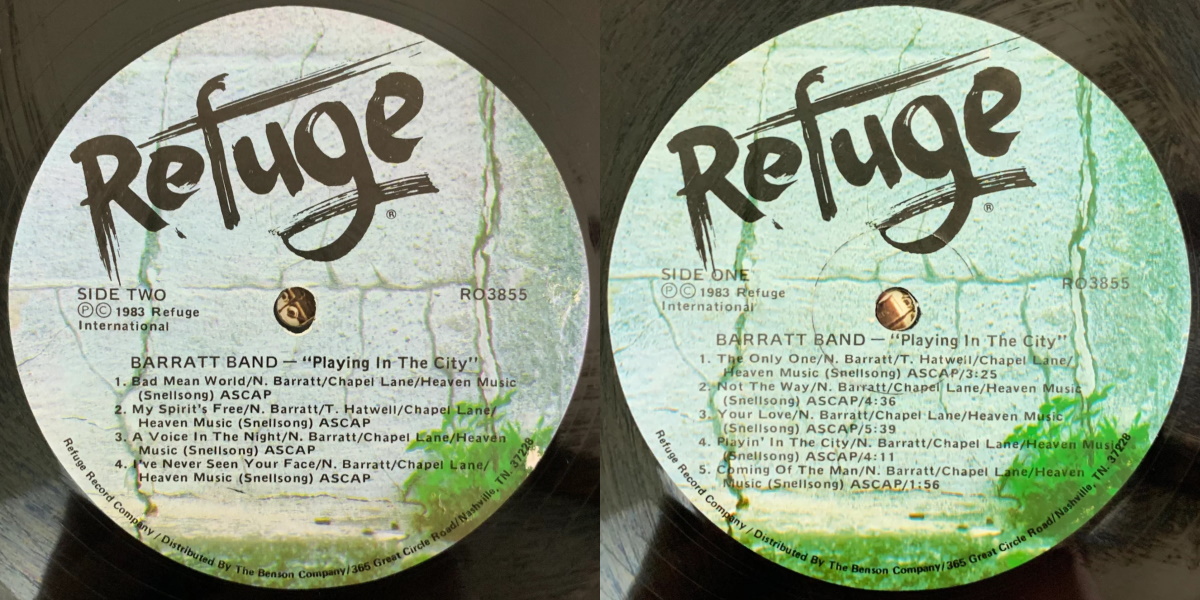 Refuge
®
SIDE TWO
RO3855
ⓅⒸ 1983 Refuge
International
BARRATT BAND — “Playing In The City”
1. Bad Mean World/N. Barratt/Chapel Lane/Heaven Music
(Snellsong) ASCAP
2. My Spirit's Free/N. Barratt/T. Hatwell/Chapel Lane/
Heaven Music (Snellsong) ASCAP
3. A Voice In The Night/N. Barratt/Chapel Lane/Heaven
Music (Snellsong) ASCAP
4. I've Never Seen Your Face/N. Barratt/Chapel Lane/
Heaven Music (Snellsong) ASCAP
Refuge Record Company / Distributed By The Benson Company/365 Great Circle Road/Nashville, TN. 37228
Refuge
®
SIDE ONE
RO3855
ⓅⒸ 1983 Refuge
International
BARRATT BAND — “Playing In The City”
1. The Only One/N. Barratt/T. Hatwell/Chapel Lane/
Heaven Music (Snellsong) ASCAP/3:25
2. Not The Way/N. Barratt/Chapel Lane/Heaven Music
(Snellsong) ASCAP/4:36
3. Your Love/N. Barratt/Chapel Lane/Heaven Music
(Snellsong) ASCAP/5:39
4. Playin' In The City/N. Barratt/Chapel Lane/Heaven Music
(Snellsong) ASCAP/4:11
5. Coming Of The Man/N. Barratt/Chapel Lane/Heaven
Music (Snellsong) ASCAP/1:56
Refuge Record Company / Distributed By The Benson Company/365 Great Circle Road/Nashville, TN. 37228